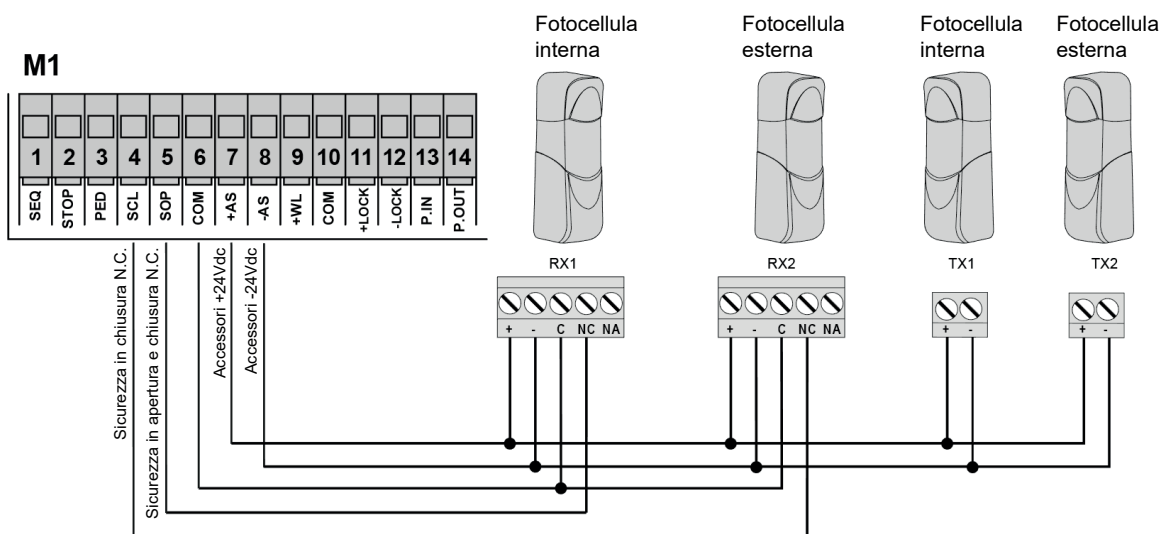 Fotocellula
interna
Fotocellula
esterna
Fotocellula
interna
Fotocellula
esterna
M1
1 2 3 4 5 6 7 8 9 10 11 12 13 14
SEQ
STOP
PED
SCL
SOP
COM
+AS
-AS
+WL
COM
+LOCK
-LOCK
P.IN
P.OUT
RX1
RX2
TX1
TX2
+ - C NC NA
+ - C NC NA
+ -
+ -
Sicurezza in chiusura N.C.
Sicurezza in apertura e chiusura N.C.
Accessori +24Vdc
Accessori -24Vdc